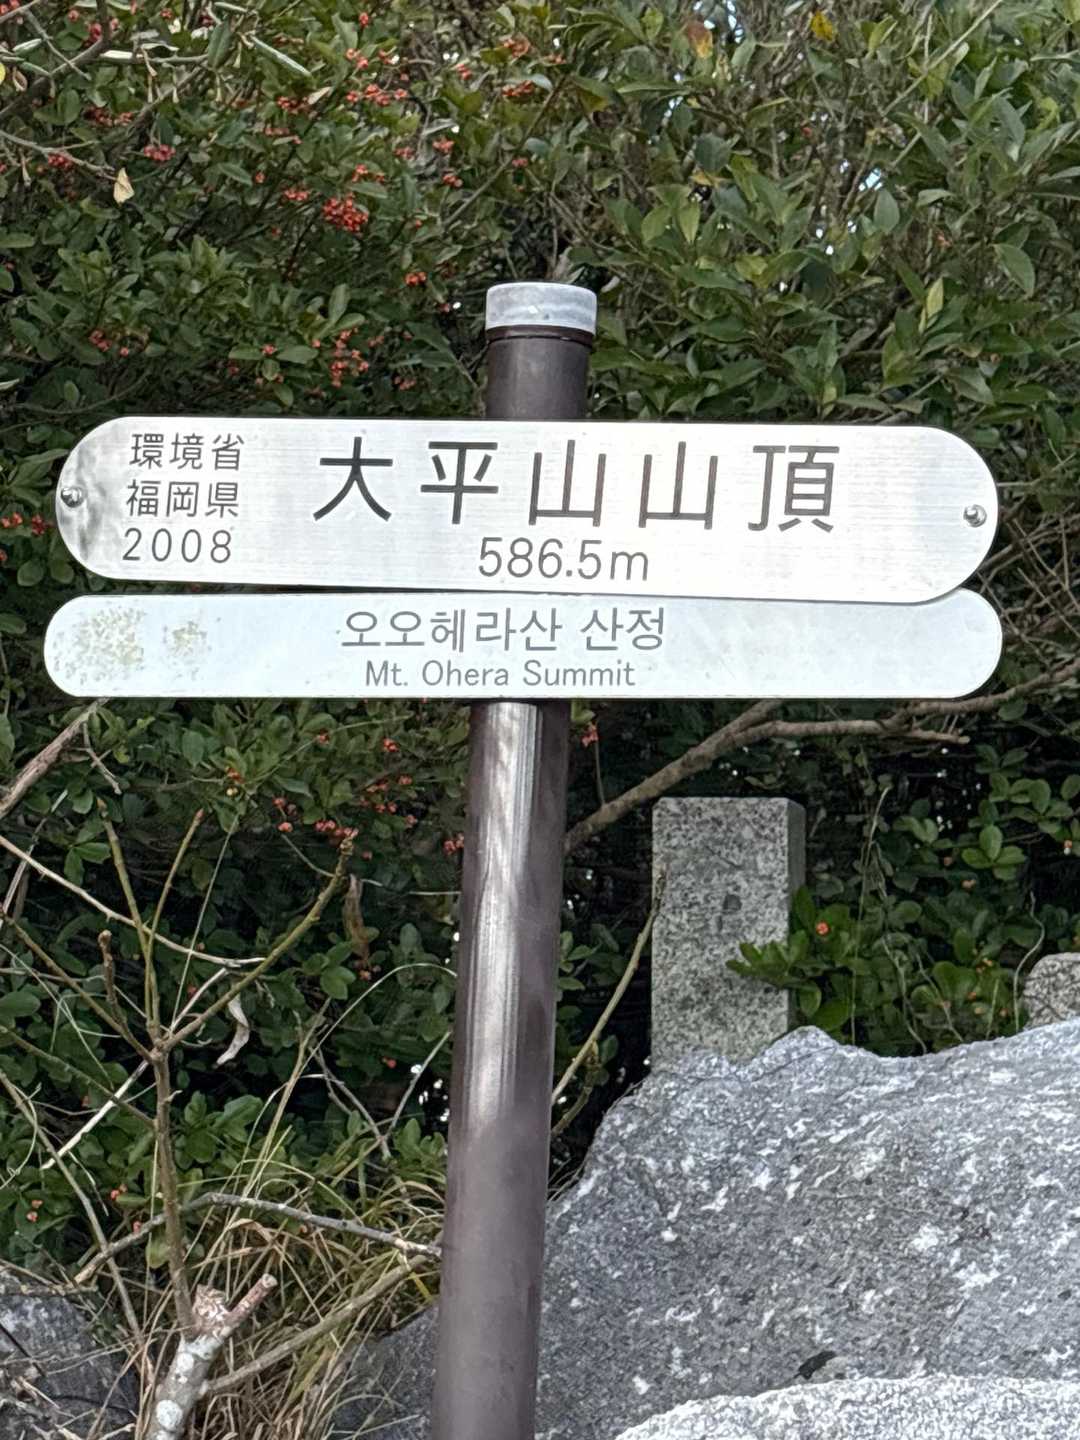 環境省
福岡県
2008
大平山山頂
586.5m
오오헤라산 산정
Mt. Ohera Summit